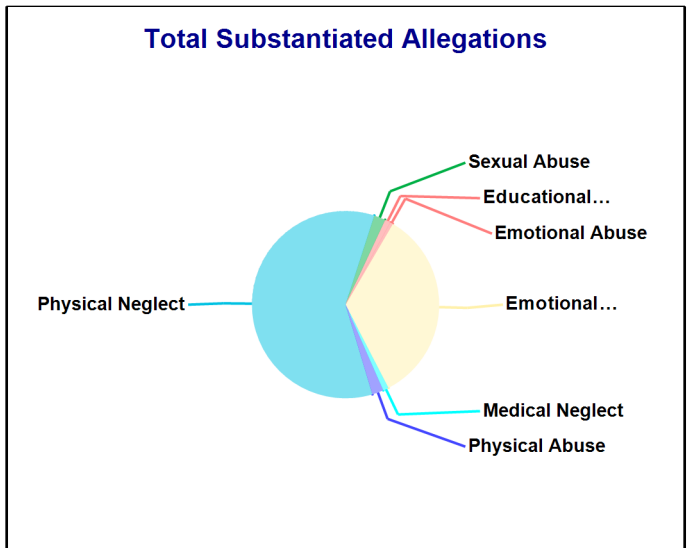 Total Substantiated Allegations
Sexual Abuse
Educational…
Emotional Abuse
Physical Neglect
Emotional…
Medical Neglect
Physical Abuse